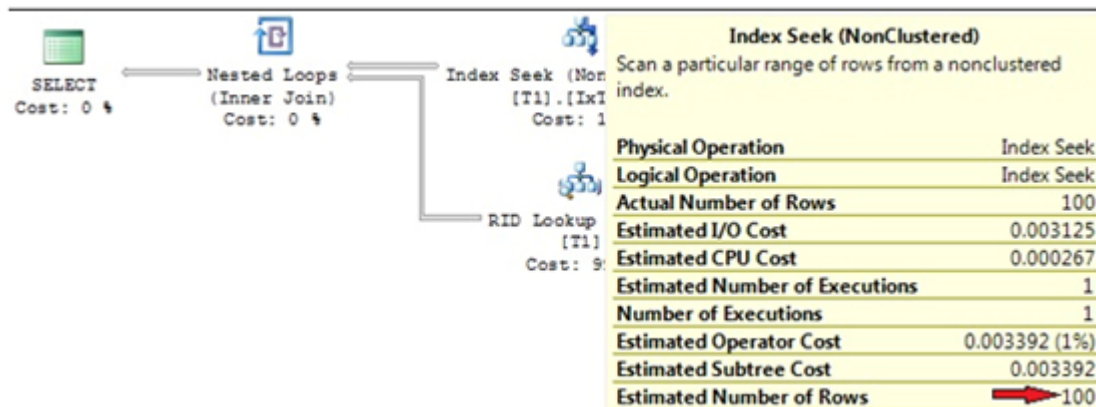 SELECT
Cost: 0 %
Nested Loops
(Inner Join)
Cost: 0 %
Index Seek (Non
[T1].[IxT
Cost: 1
RID Lookup
[T1]
Cost: 9
Index Seek (NonClustered)
Scan a particular range of rows from a nonclustered
index.
Physical Operation Index Seek
Logical Operation Index Seek
Actual Number of Rows 100
Estimated I/O Cost 0.003125
Estimated CPU Cost 0.000267
Estimated Number of Executions 1
Number of Executions 1
Estimated Operator Cost 0.003392 (1%)
Estimated Subtree Cost 0.003392
Estimated Number of Rows 100